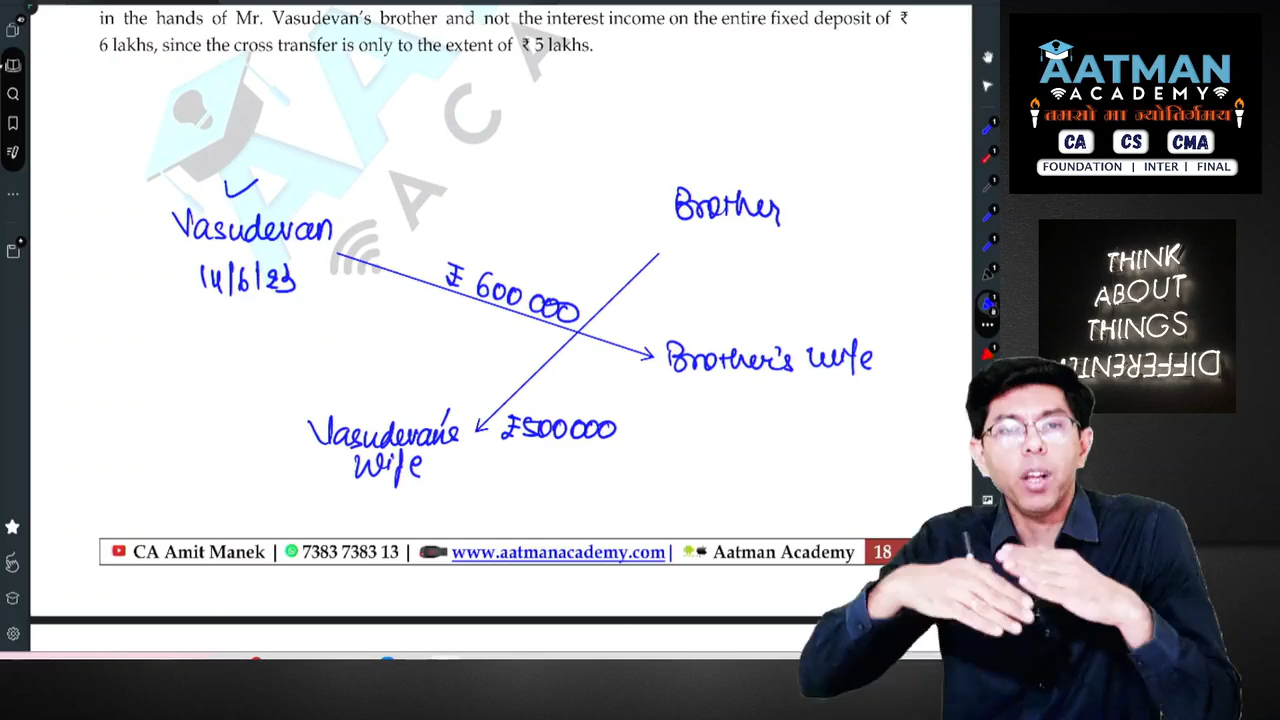 in the hands of Mr. Vasudevan's brother and not the interest income on the entire fixed deposit of ₹
6 lakhs, since the cross transfer is only to the extent of ₹ 5 lakhs.
AATMAN
ACADEMY
तमसो मा ज्योतिर्गमय
CA CS CMA
FOUNDATION | INTER | FINAL
Brother
Vasudevan
14/6/23
₹ 600 000
Brother's wife
Vasudevan's
wife
₹500000
THINK
ABOUT
THINGS
DIFFERENTLY
CA Amit Manek | 7383 7383 13 | www.aatmanacademy.com | Aatman Academy 18